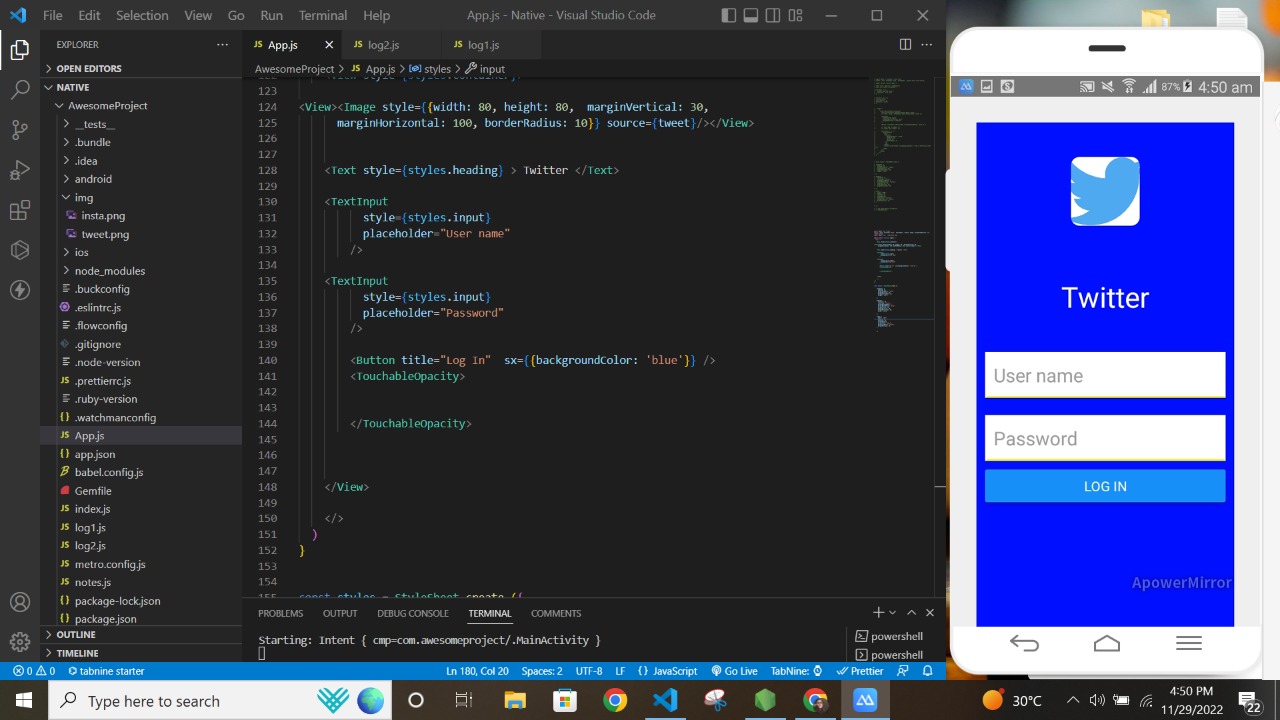 File Edit Selection View Go Run Terminal Help App.js - Native - Visual Studio Code
EXPLORER
OPEN EDITORS
NATIVE
AwesomeProject
__tests__
.bundle
.idea
android
img
insta.png
tweet.png
ios
node_modules
.buckconfig
.eslintrc.js
.flowconfig
.gitignore
.node-version
.prettierrc.js
.ruby-version
.watchmanconfig
App.js
app.json
babel.config.js
Gemfile
index.js
log1.js
log2.js
metro.config.js
notes.js
package-lock.json
package.json
OUTLINE
TIMELINE
App.js log2.js log1.js
AwesomeProject > App.js > styles > input
123
124 <View><Image style={{width: 80, height: 80, marginVertical: 30,
125 marginHorizontal: 100, borderRadius: 10}} source={tweet}/></View>
126
127
128 <Text style={styles.heading} > Twitter </Text>
129
130 <TextInput
131 style={styles.input}
132 placeholder="User name"
133 />
134
135 <TextInput
136 style={styles.input}
137 placeholder="Password"
138 />
139
140 <Button title="Log In" sx={{backgroundColor: 'blue'}} />
141 <TouchableOpacity>
142
143
144 </TouchableOpacity>
145
146
147
148 </View>
149
150 </>
151 )
152 }
153
154
155 const styles = StyleSheet.create ({
PROBLEMS OUTPUT DEBUG CONSOLE TERMINAL COMMENTS
Starting: Intent { cmp=com.awesomeproject/.MainActivity }
powershell
powershell
0 0 tabnine starter Ln 180, Col 20 Spaces: 2 UTF-8 LF {} JavaScript Go Live TabNine: Prettier
87% 4:50 am
Twitter
User name
Password
LOG IN
ApowerMirror
Type here to search
30°C
4:50 PM
11/29/2022
22